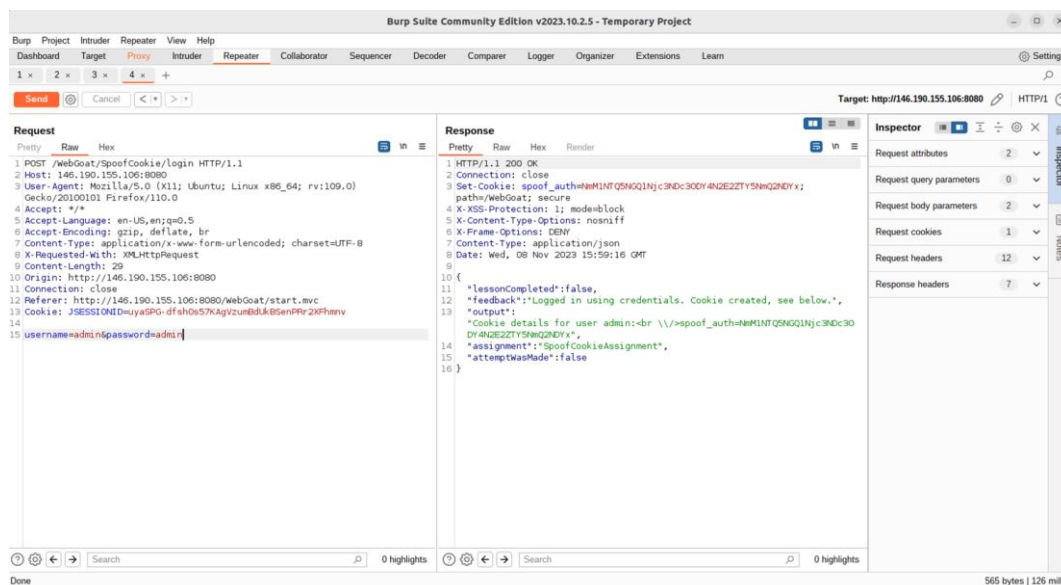 Burp Suite Community Edition v2023.10.2.5 - Temporary Project
Burp Project Intruder Repeater View Help
Dashboard Target Proxy Intruder Repeater Collaborator Sequencer Decoder Comparer Logger Organizer Extensions Learn Setting
1 × 2 × 3 × 4 × +
Send Cancel < > Target: http://146.190.155.106:8080 HTTP/1
Request
Pretty Raw Hex \n
1 POST /WebGoat/SpoofCookie/login HTTP/1.1
2 Host: 146.190.155.106:8080
3 User-Agent: Mozilla/5.0 (X11; Ubuntu; Linux x86_64; rv:109.0)
Gecko/20100101 Firefox/110.0
4 Accept: */*
5 Accept-Language: en-US,en;q=0.5
6 Accept-Encoding: gzip, deflate, br
7 Content-Type: application/x-www-form-urlencoded; charset=UTF-8
8 X-Requested-With: XMLHttpRequest
9 Content-Length: 29
10 Origin: http://146.190.155.106:8080
11 Connection: close
12 Referer: http://146.190.155.106:8080/WebGoat/start.mvc
13 Cookie:
14
15 username=admin&password=admin
Search 0 highlights
Response
Pretty Raw Hex Render \n
1 HTTP/1.1 200 OK
2 Connection: close
3 Set-Cookie: spoof_auth=NmM1NTQ5NGQ1Njc3NDc3ODY4N2E2ZTY5NmQ2NDYx;
path=/WebGoat; secure
4 X-XSS-Protection: 1; mode=block
5 X-Content-Type-Options: nosniff
6 X-Frame-Options: DENY
7 Content-Type: application/json
8 Date: Wed, 08 Nov 2023 15:59:16 GMT
9
10 {
11 "lessonCompleted":false,
12 "feedback":"Logged in using credentials. Cookie created, see below.",
13 "output":
"Cookie details for user admin:<br \\/>spoof_auth=NmM1NTQ5NGQ1Njc3NDc3O
DY4N2E2ZTY5NmQ2NDYx",
14 "assignment":"SpoofCookieAssignment",
15 "attemptWasMade":false
16 }
Search 0 highlights
Inspector
Request attributes 2
Request query parameters 0
Request body parameters 2
Request cookies 1
Request headers 12
Response headers 7
Inspector
Notes
Done 565 bytes | 126 mil